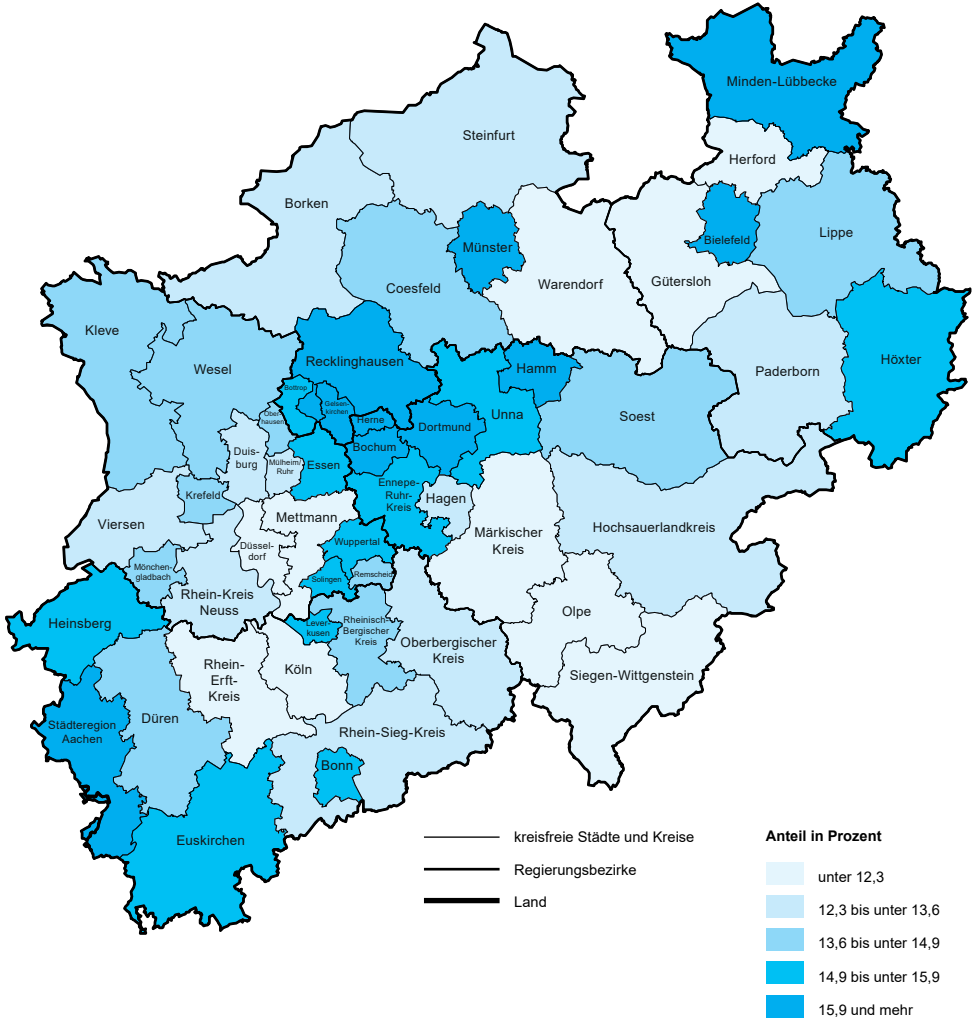 Minden-Lübbecke
Steinfurt
Herford
Borken
Lippe
Bielefeld
Münster
Coesfeld
Warendorf
Gütersloh
Kleve
Recklinghausen
Höxter
Wesel
Hamm
Paderborn
Bottrop
Gelsen-
kirchen
Ober-
hausen
Herne
Unna
Soest
Dortmund
Bochum
Duis-
burg
Mülheim/
Ruhr
Essen
Ennepe-
Ruhr-
Kreis
Krefeld
Hagen
Viersen
Mettmann
Märkischer
Kreis
Hochsauerlandkreis
Düssel-
dorf
Wuppertal
Mönchen-
gladbach
Solingen
Remscheid
Rhein-Kreis
Neuss
Olpe
Heinsberg
Lever-
kusen
Rheinisch-
Bergischer
Kreis
Oberbergischer
Kreis
Rhein-
Erft-
Kreis
Köln
Siegen-Wittgenstein
Düren
Städteregion
Aachen
Rhein-Sieg-Kreis
Bonn
Euskirchen
kreisfreie Städte und Kreise
Regierungsbezirke
Land
Anteil in Prozent
unter 12,3
12,3 bis unter 13,6
13,6 bis unter 14,9
14,9 bis unter 15,9
15,9 und mehr